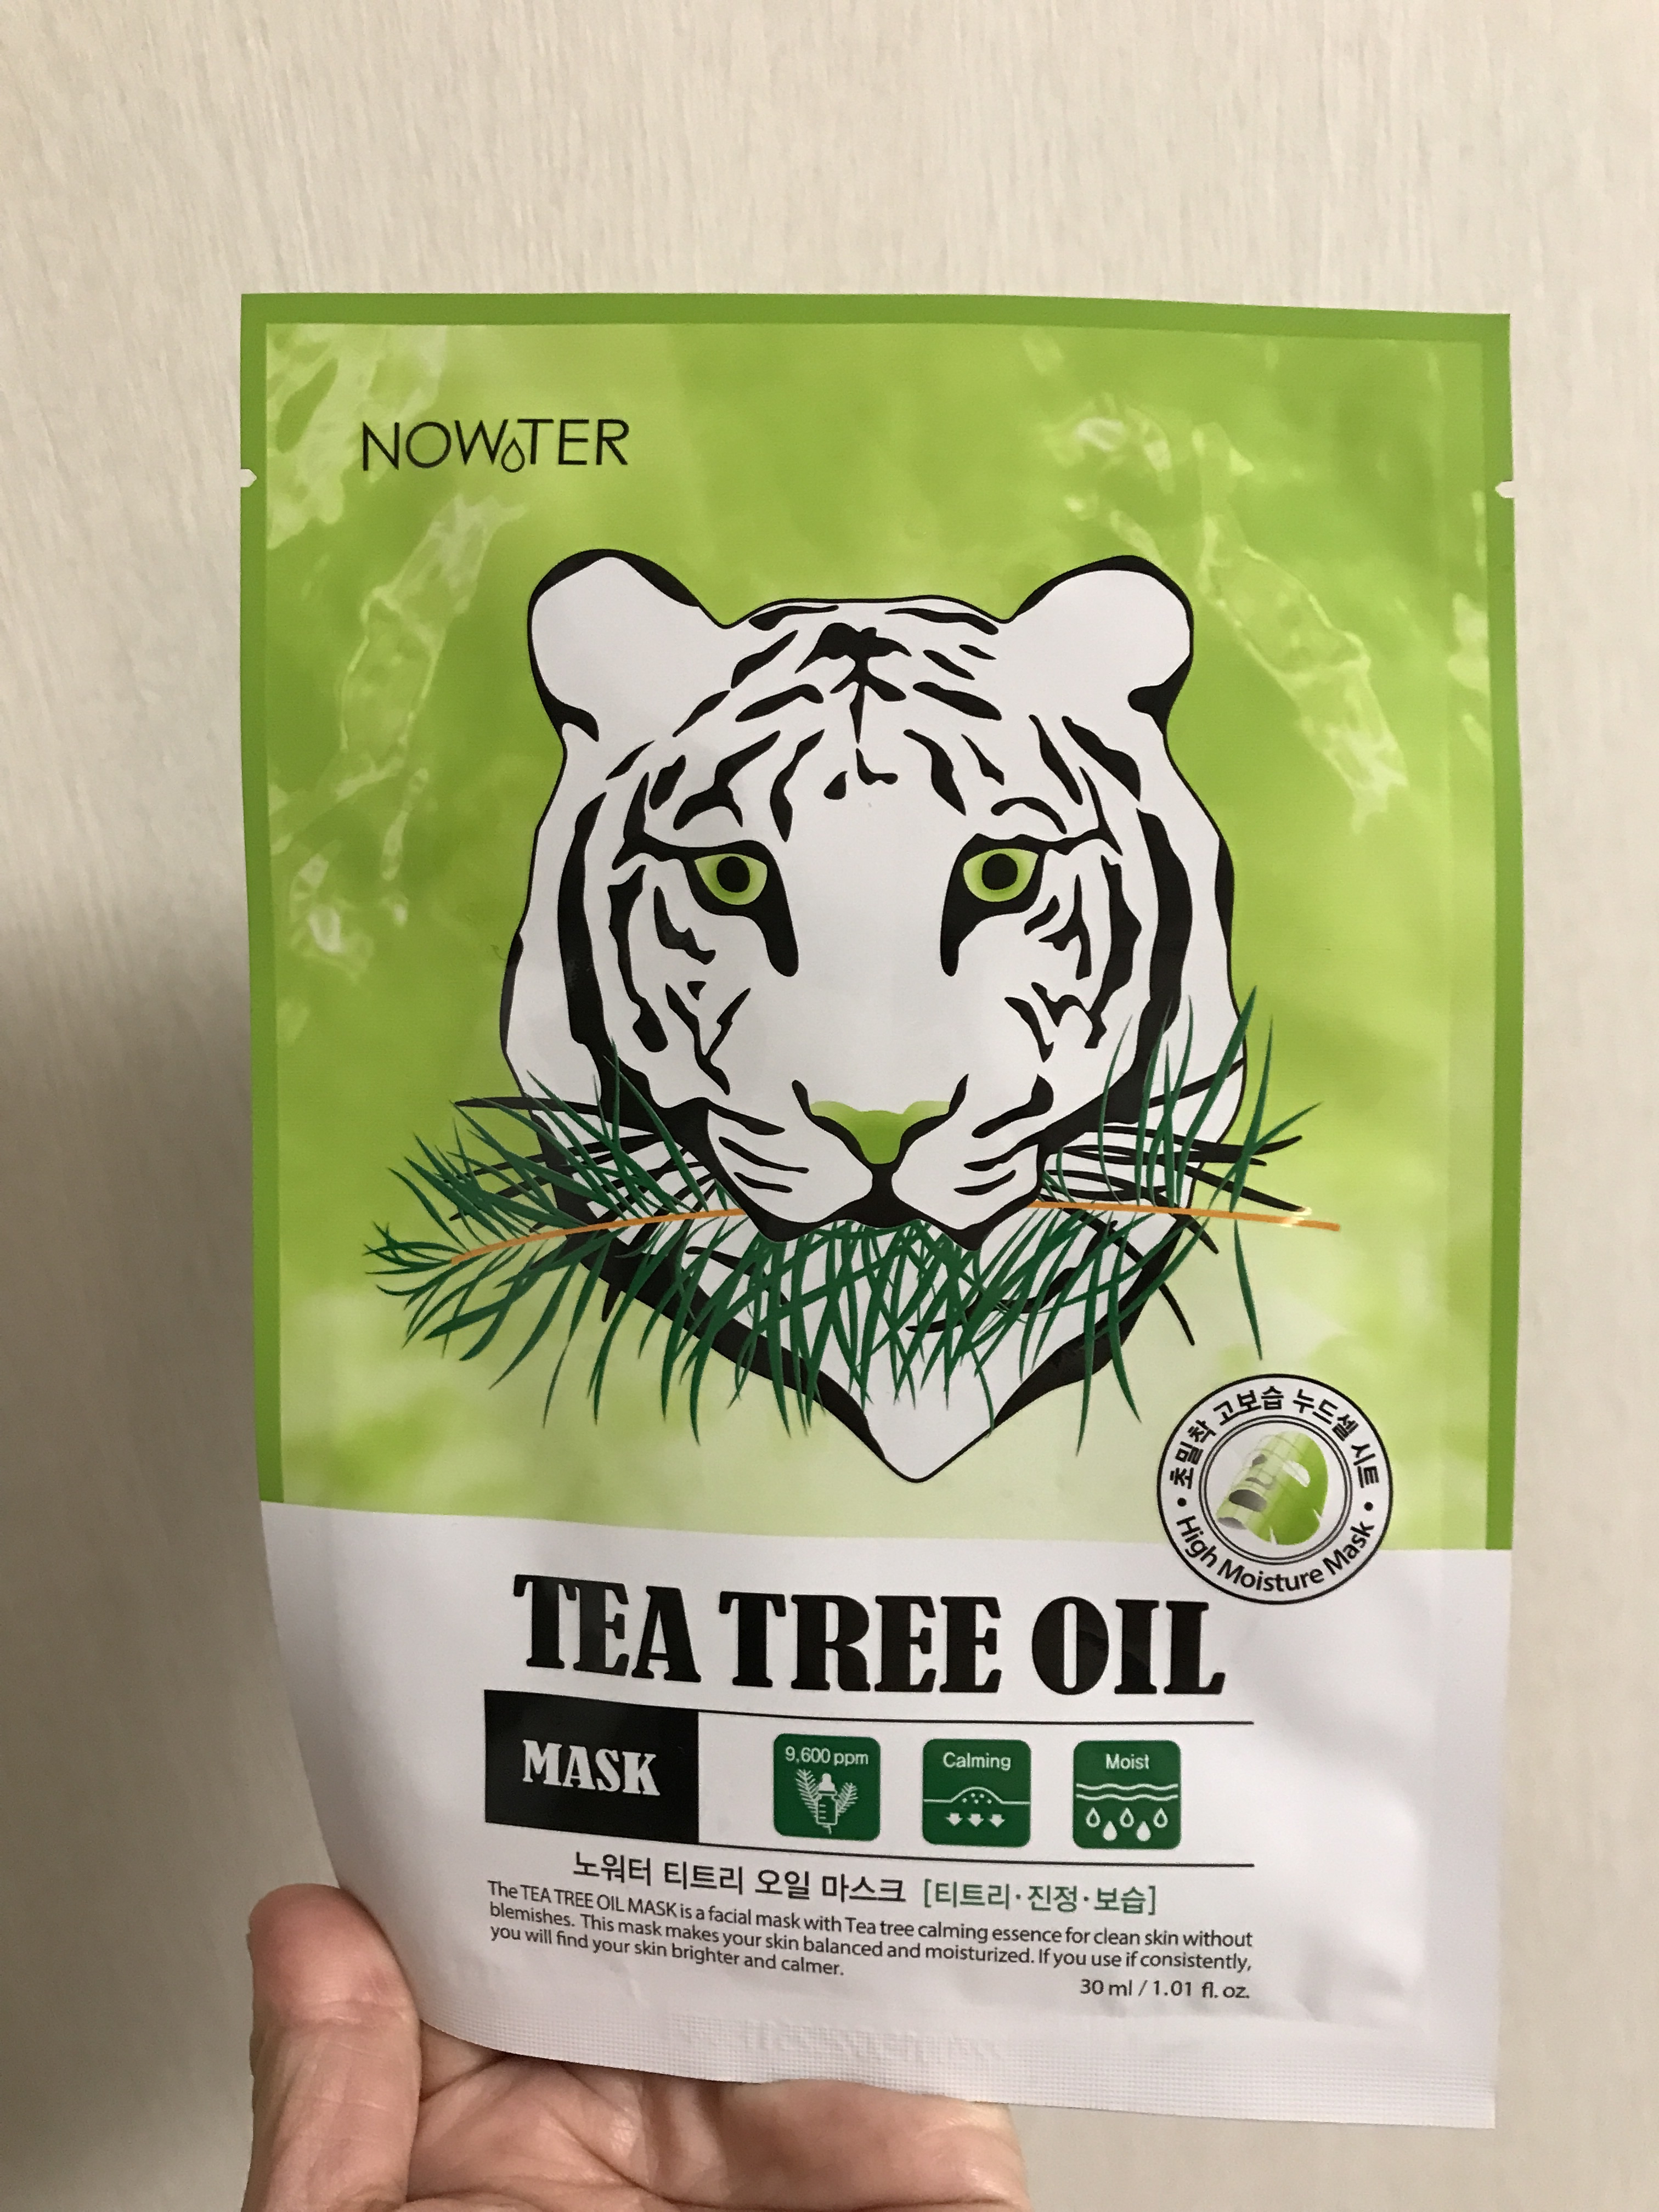 NOWATER
초밀착 고보습 누드셀 시트
High Moisture Mask
TEA TREE OIL
MASK
9,600 ppm
Calming
Moist
노워터 티트리 오일 마스크 [티트리·진정·보습]
The TEA TREE OIL MASK is a facial mask with Tea tree calming essence for clean skin without
blemishes. This mask makes your skin balanced and moisturized. If you use if consistently,
you will find your skin brighter and calmer.
30 ml / 1.01 fl. oz.